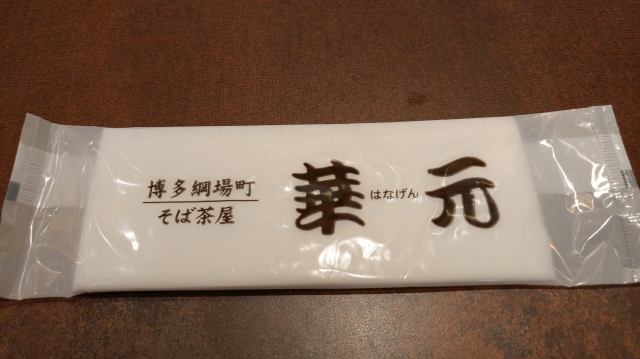 博多綱場町
そば茶屋
華元
はなげん